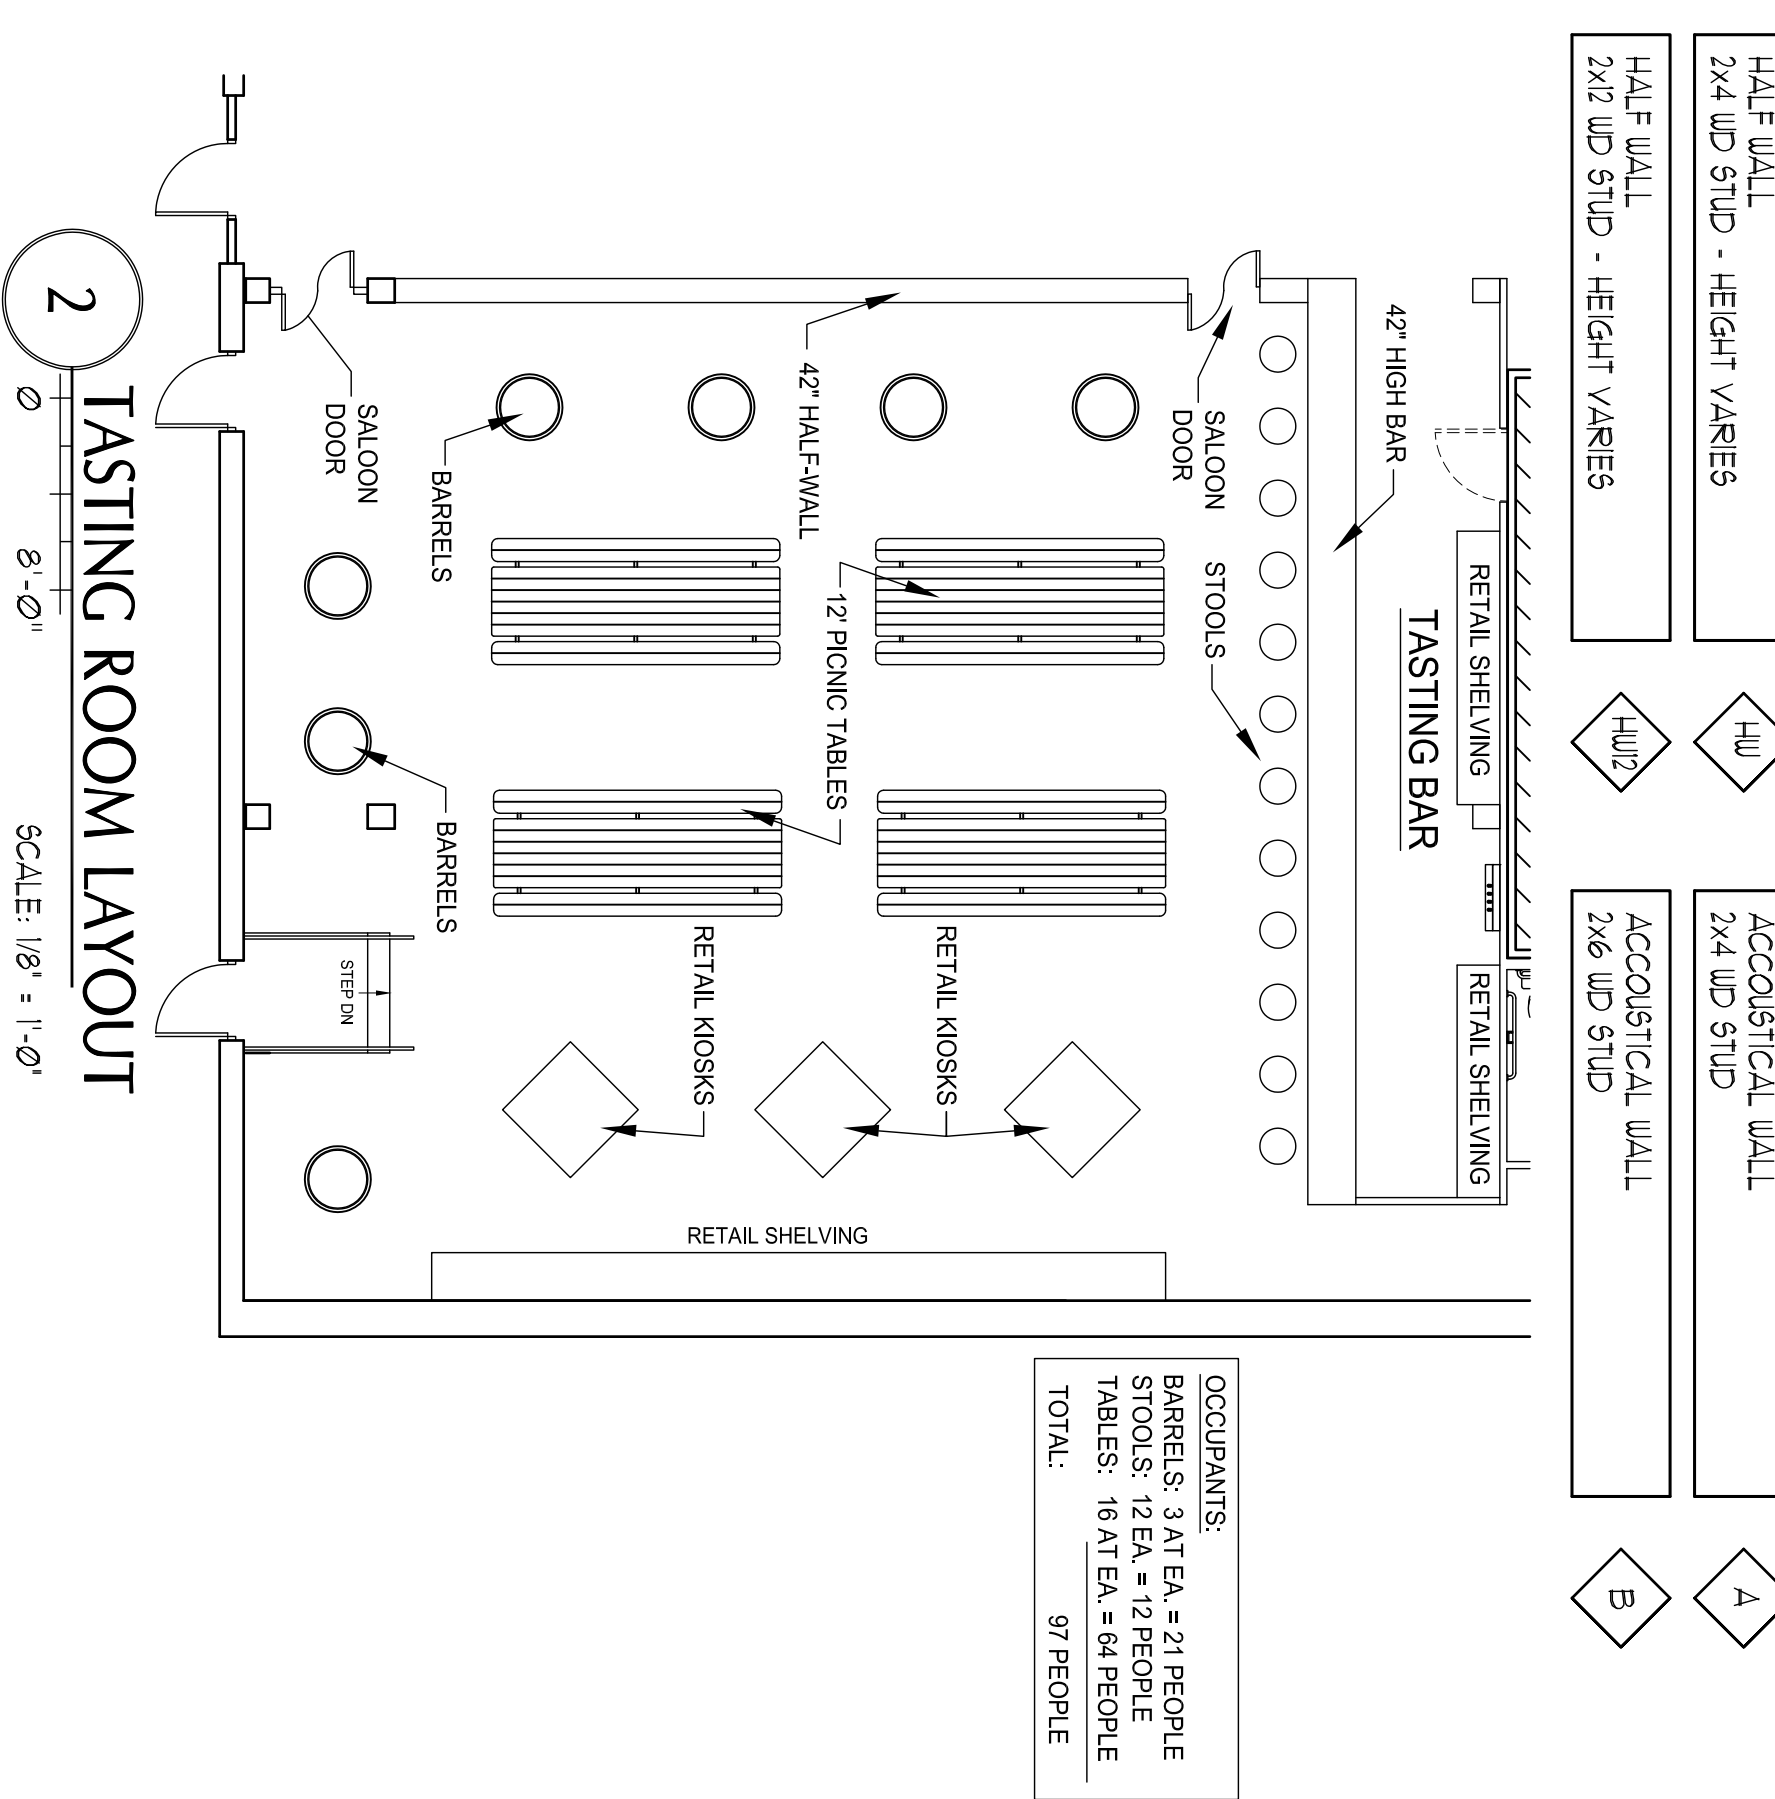 HALF WALL
2x4 WD STUD - HEIGHT VARIES
HW
ACCOUSTICAL WALL
2x4 WD STUD
A
HALF WALL
2x12 WD STUD - HEIGHT VARIES
HW12
ACCOUSTICAL WALL
2x6 WD STUD
B
RETAIL SHELVING
RETAIL SHELVING
TASTING BAR
42" HIGH BAR
STOOLS
SALOON
DOOR
42" HALF-WALL
12' PICNIC TABLES
RETAIL KIOSKS
RETAIL KIOSKS
RETAIL SHELVING
BARRELS
BARRELS
SALOON
DOOR
STEP DN
OCCUPANTS:
BARRELS: 3 AT EA. = 21 PEOPLE
STOOLS: 12 EA. = 12 PEOPLE
TABLES: 16 AT EA. = 64 PEOPLE
TOTAL: 97 PEOPLE
2
TASTING ROOM LAYOUT
0 8'-0" SCALE: 1/8" = 1'-0"